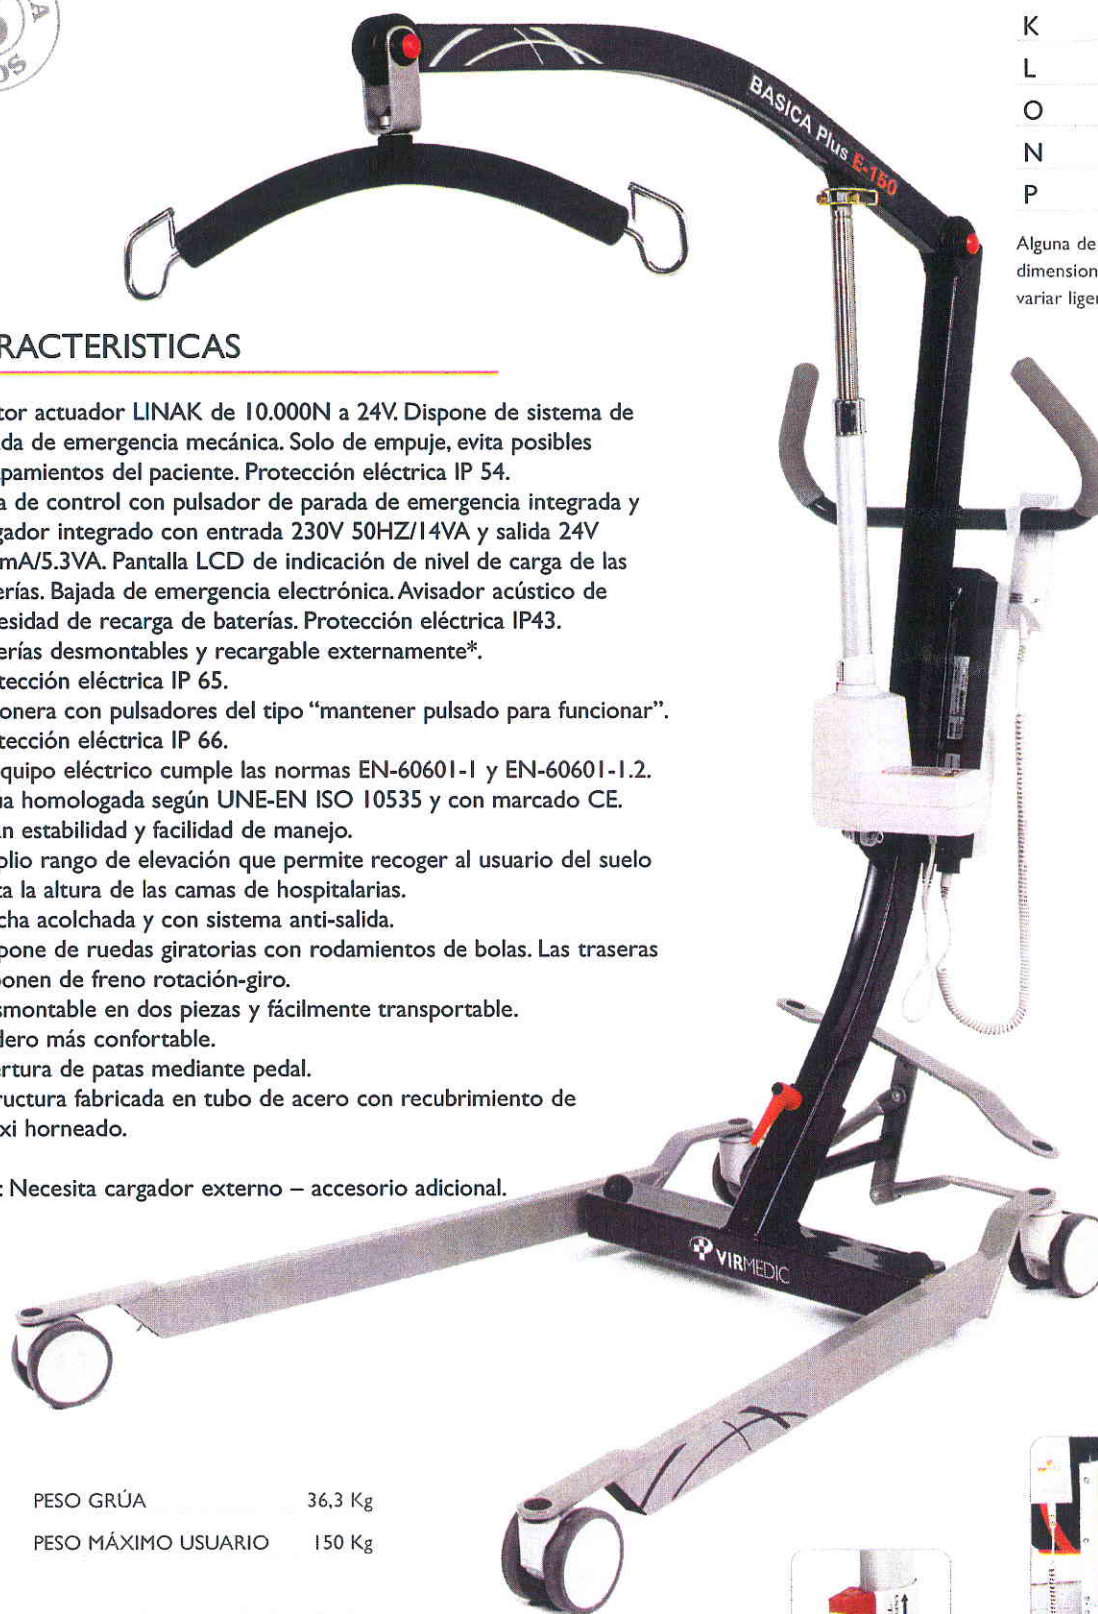 A
OS
K
L
O
N
P
BASICA Plus E-150
Alguna de
dimension
variar liger
RACTERISTICAS
tor actuador LINAK de 10.000N a 24V. Dispone de sistema de
da de emergencia mecánica. Solo de empuje, evita posibles
pamientos del paciente. Protección eléctrica IP 54.
a de control con pulsador de parada de emergencia integrada y
gador integrado con entrada 230V 50HZ/14VA y salida 24V
mA/5.3VA. Pantalla LCD de indicación de nivel de carga de las
erías. Bajada de emergencia electrónica. Avisador acústico de
esidad de recarga de baterías. Protección eléctrica IP43.
erías desmontables y recargable externamente*.
tección eléctrica IP 65.
onera con pulsadores del tipo “mantener pulsado para funcionar”.
tección eléctrica IP 66.
quipo eléctrico cumple las normas EN-60601-1 y EN-60601-1.2.
ua homologada según UNE-EN ISO 10535 y con marcado CE.
an estabilidad y facilidad de manejo.
plio rango de elevación que permite recoger al usuario del suelo
ta la altura de las camas de hospitalarias.
cha acolchada y con sistema anti-salida.
pone de ruedas giratorias con rodamientos de bolas. Las traseras
ponen de freno rotación-giro.
smontable en dos piezas y fácilmente transportable.
dero más confortable.
ertura de patas mediante pedal.
ructura fabricada en tubo de acero con recubrimiento de
xi horneado.
: Necesita cargador externo – accesorio adicional.
VIRMEDIC
PESO GRÚA 36,3 Kg
PESO MÁXIMO USUARIO 150 Kg